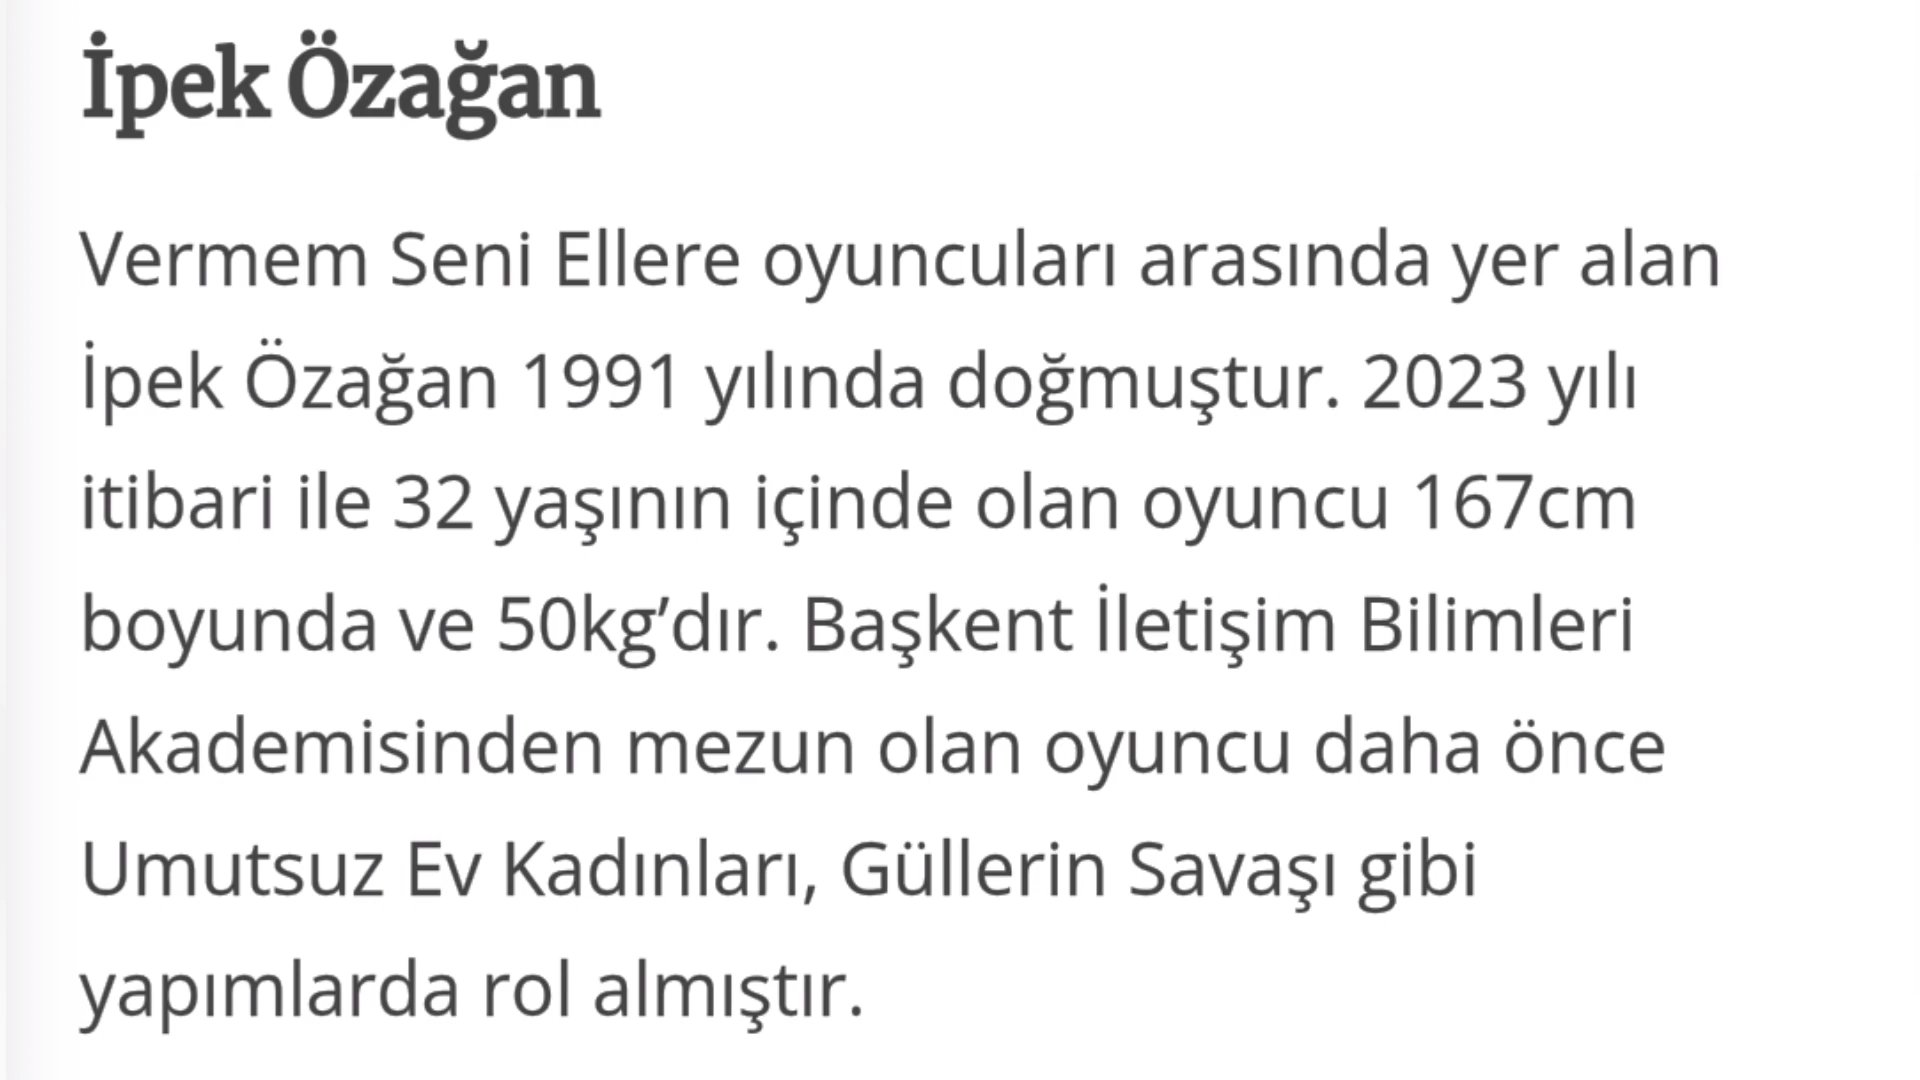 İpek Özağan
Vermem Seni Ellere oyuncuları arasında yer alan
İpek Özağan 1991 yılında doğmuştur. 2023 yılı
itibari ile 32 yaşının içinde olan oyuncu 167cm
boyunda ve 50kg’dır. Başkent İletişim Bilimleri
Akademisinden mezun olan oyuncu daha önce
Umutsuz Ev Kadınları, Güllerin Savaşı gibi
yapımlarda rol almıştır.